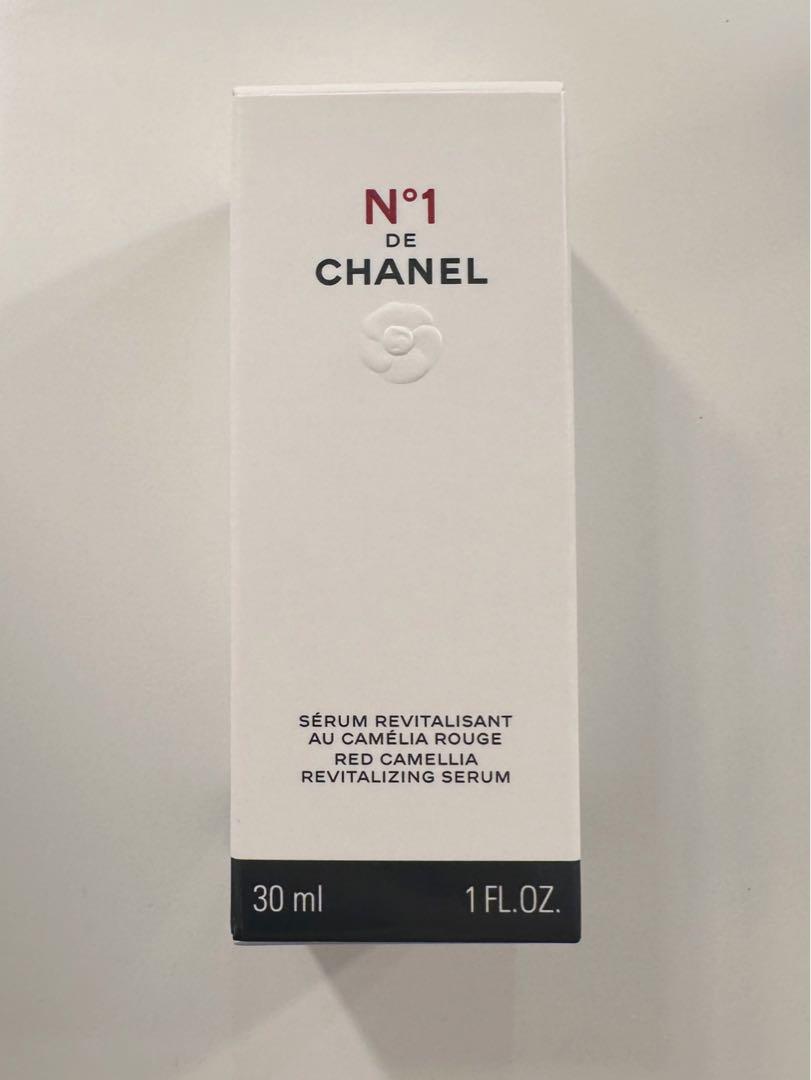 N°1
DE
CHANEL
SÉRUM REVITALISANT
AU CAMÉLIA ROUGE
RED CAMELLIA
REVITALIZING SERUM
30 ml 1 FL.OZ.